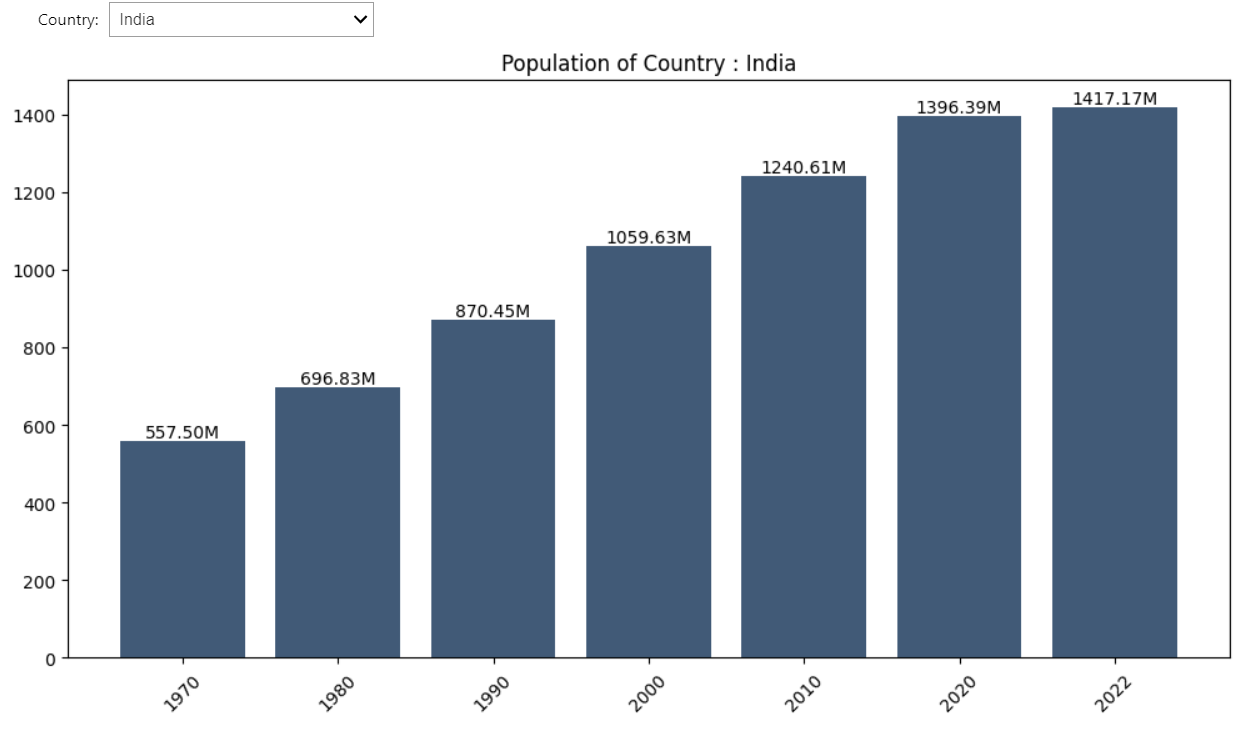 Country: India
Population of Country : India
1417.17M
1396.39M
1400
1240.61M
1200
1059.63M
1000
870.45M
800
696.83M
600
557.50M
400
200
0
1970 1980 1990 2000 2010 2020 2022